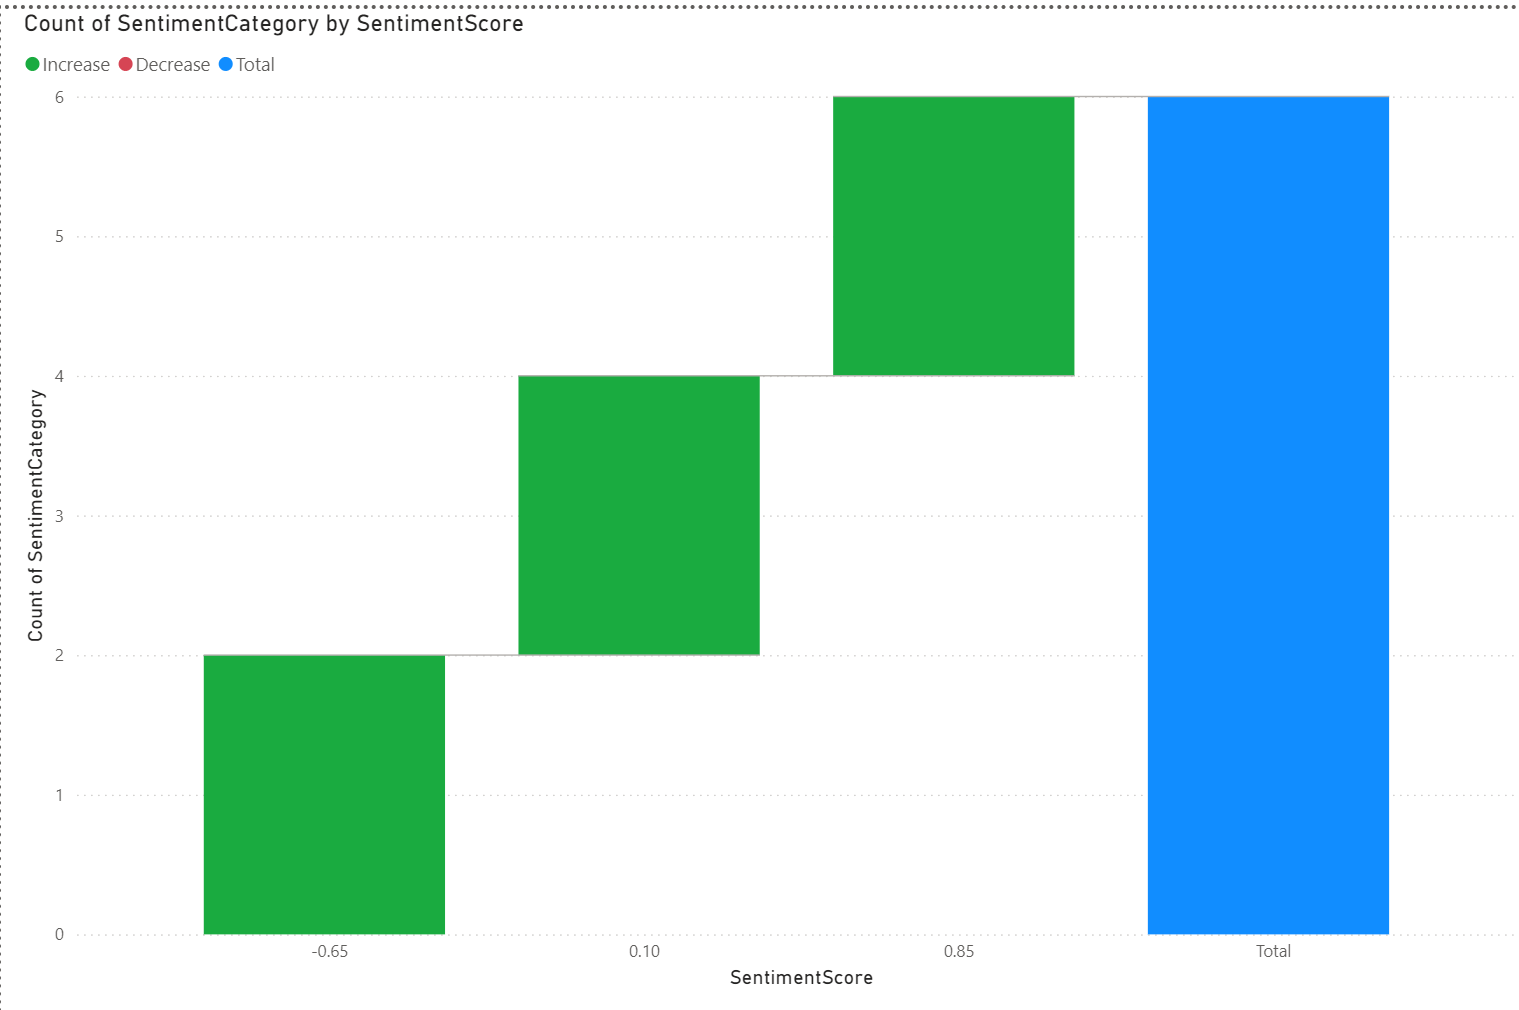 Count of SentimentCategory by SentimentScore
Increase Decrease Total
6
5
4
3
2
1
0
Count of SentimentCategory
-0.65 0.10 0.85 Total
SentimentScore